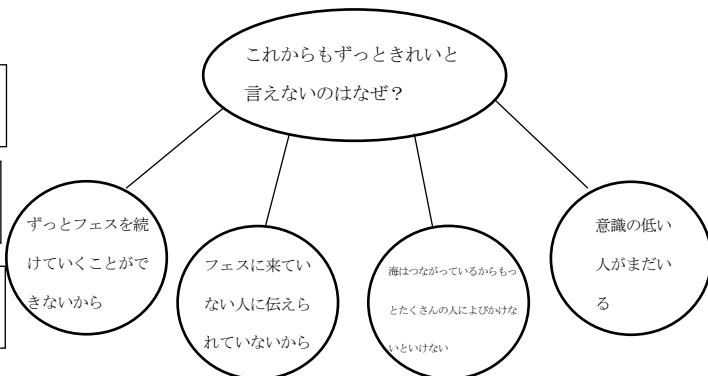 これからもずっときれいと
言えないのはなぜ？
ずっとフェスを続
けていくことがで
きないから
フェスに来てい
ない人に伝えら
れていないから
海はつながっているからもっ
とたくさんの人によびかけな
いといけない
意識の低い
人がまだい
る